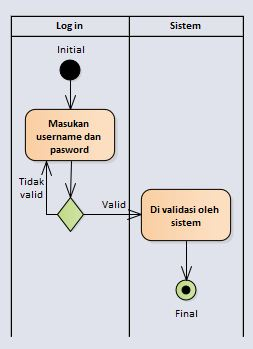 Log in
Sistem
Initial
Masukan
username dan
pasword
Tidak
valid
Valid
Di validasi oleh
sistem
Final